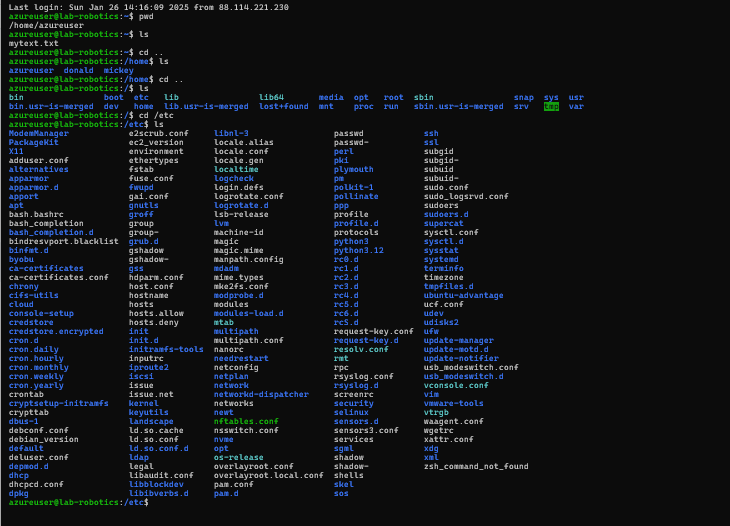 Last login: Sun Jan 26 14:16:09 2025 from 88.114.221.230
azureuser@lab-robotics:~$ pwd
/home/azureuser
azureuser@lab-robotics:~$ ls
mytext.txt
azureuser@lab-robotics:~$ cd ..
azureuser@lab-robotics:/home$ ls
azureuser donald mickey
azureuser@lab-robotics:/home$ cd ..
azureuser@lab-robotics:/$ ls
bin boot etc lib lib64 media opt root sbin snap sys usr
bin.usr-is-merged dev home lib.usr-is-merged lost+found mnt proc run sbin.usr-is-merged srv tmp var
azureuser@lab-robotics:/$ cd /etc
azureuser@lab-robotics:/etc$ ls
ModemManager e2scrub.conf libnl-3 passwd ssh
PackageKit ec2_version locale.alias passwd- ssl
X11 environment locale.conf perl subgid
adduser.conf ethertypes locale.gen pki subgid-
alternatives fstab localtime plymouth subuid
apparmor fuse.conf logcheck pm subuid-
apparmor.d fwupd login.defs polkit-1 sudo.conf
apport gai.conf logrotate.conf pollinate sudo_logsrvd.conf
apt gnutls logrotate.d ppp sudoers
bash.bashrc groff lsb-release profile sudoers.d
bash_completion group lvm profile.d supercat
bash_completion.d group- machine-id protocols sysctl.conf
bindresvport.blacklist grub.d magic python3 sysctl.d
binfmt.d gshadow magic.mime python3.12 sysstat
byobu gshadow- manpath.config rc0.d systemd
ca-certificates gss mdadm rc1.d terminfo
ca-certificates.conf hdparm.conf mime.types rc2.d timezone
chrony host.conf mke2fs.conf rc3.d tmpfiles.d
cifs-utils hostname modprobe.d rc4.d ubuntu-advantage
cloud hosts modules rc5.d ucf.conf
console-setup hosts.allow modules-load.d rc6.d udev
credstore hosts.deny mtab rcS.d udisks2
credstore.encrypted init multipath request-key.conf ufw
cron.d init.d multipath.conf request-key.d update-manager
cron.daily initramfs-tools nanorc resolv.conf update-motd.d
cron.hourly inputrc needrestart rmt update-notifier
cron.monthly iproute2 netconfig rpc usb_modeswitch.conf
cron.weekly iscsi netplan rsyslog.conf usb_modeswitch.d
cron.yearly issue network rsyslog.d vconsole.conf
crontab issue.net networkd-dispatcher screenrc vim
cryptsetup-initramfs kernel networks security vmware-tools
crypttab keyutils newt selinux vtrgb
dbus-1 landscape nftables.conf sensors.d waagent.conf
debconf.conf ld.so.cache nsswitch.conf sensors3.conf wgetrc
debian_version ld.so.conf nvme services xattr.conf
default ld.so.conf.d opt sgml xdg
deluser.conf ldap os-release shadow xml
depmod.d legal overlayroot.conf shadow- zsh_command_not_found
dhcp libaudit.conf overlayroot.local.conf shells
dhcpcd.conf libblockdev pam.conf skel
dpkg libibverbs.d pam.d sos
azureuser@lab-robotics:/etc$